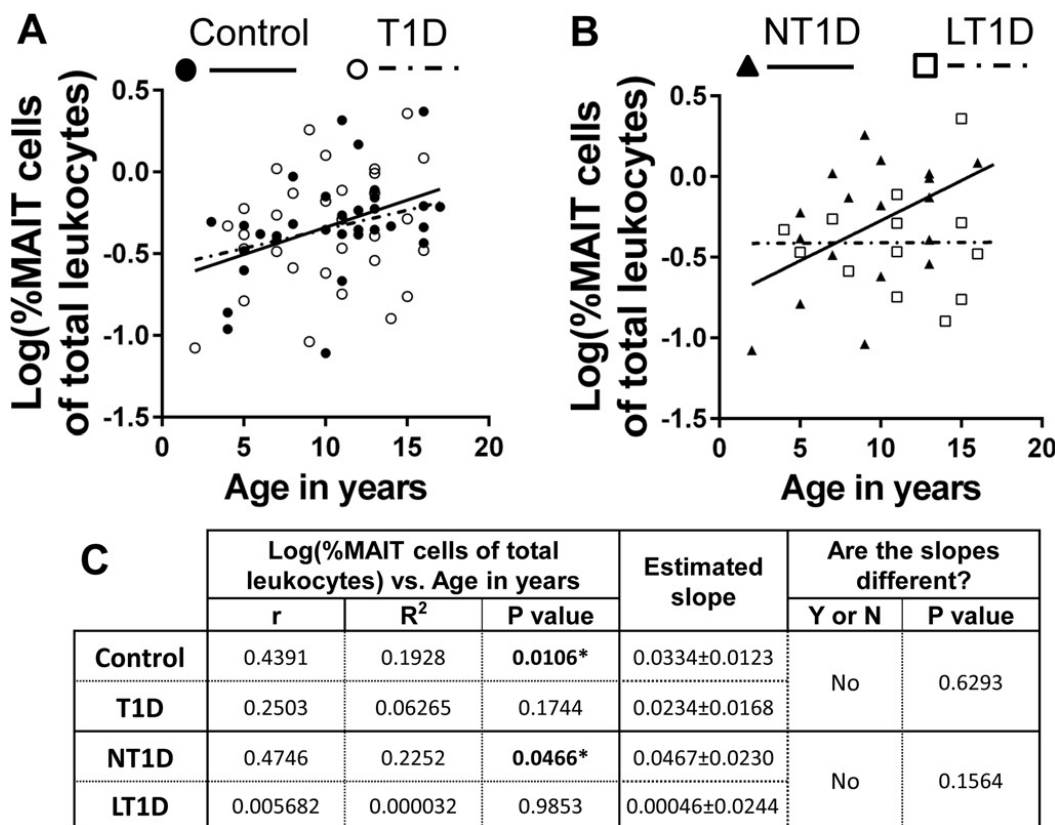 A
Control T1D
Log(%MAIT cells
of total leukocytes)
0.5
0.0
-0.5
-1.0
-1.5
0 5 10 15 20
Age in years
B
NT1D LT1D
Log(%MAIT cells
of total leukocytes)
0.5
0.0
-0.5
-1.0
-1.5
0 5 10 15 20
Age in years
C
Log(%MAIT cells of total
leukocytes) vs. Age in years
Estimated
slope
Are the slopes
different?
r R² P value Y or N P value
Control 0.4391 0.1928 0.0106* 0.0334±0.0123
No 0.6293
T1D 0.2503 0.06265 0.1744 0.0234±0.0168
NT1D 0.4746 0.2252 0.0466* 0.0467±0.0230
No 0.1564
LT1D 0.005682 0.000032 0.9853 0.00046±0.0244